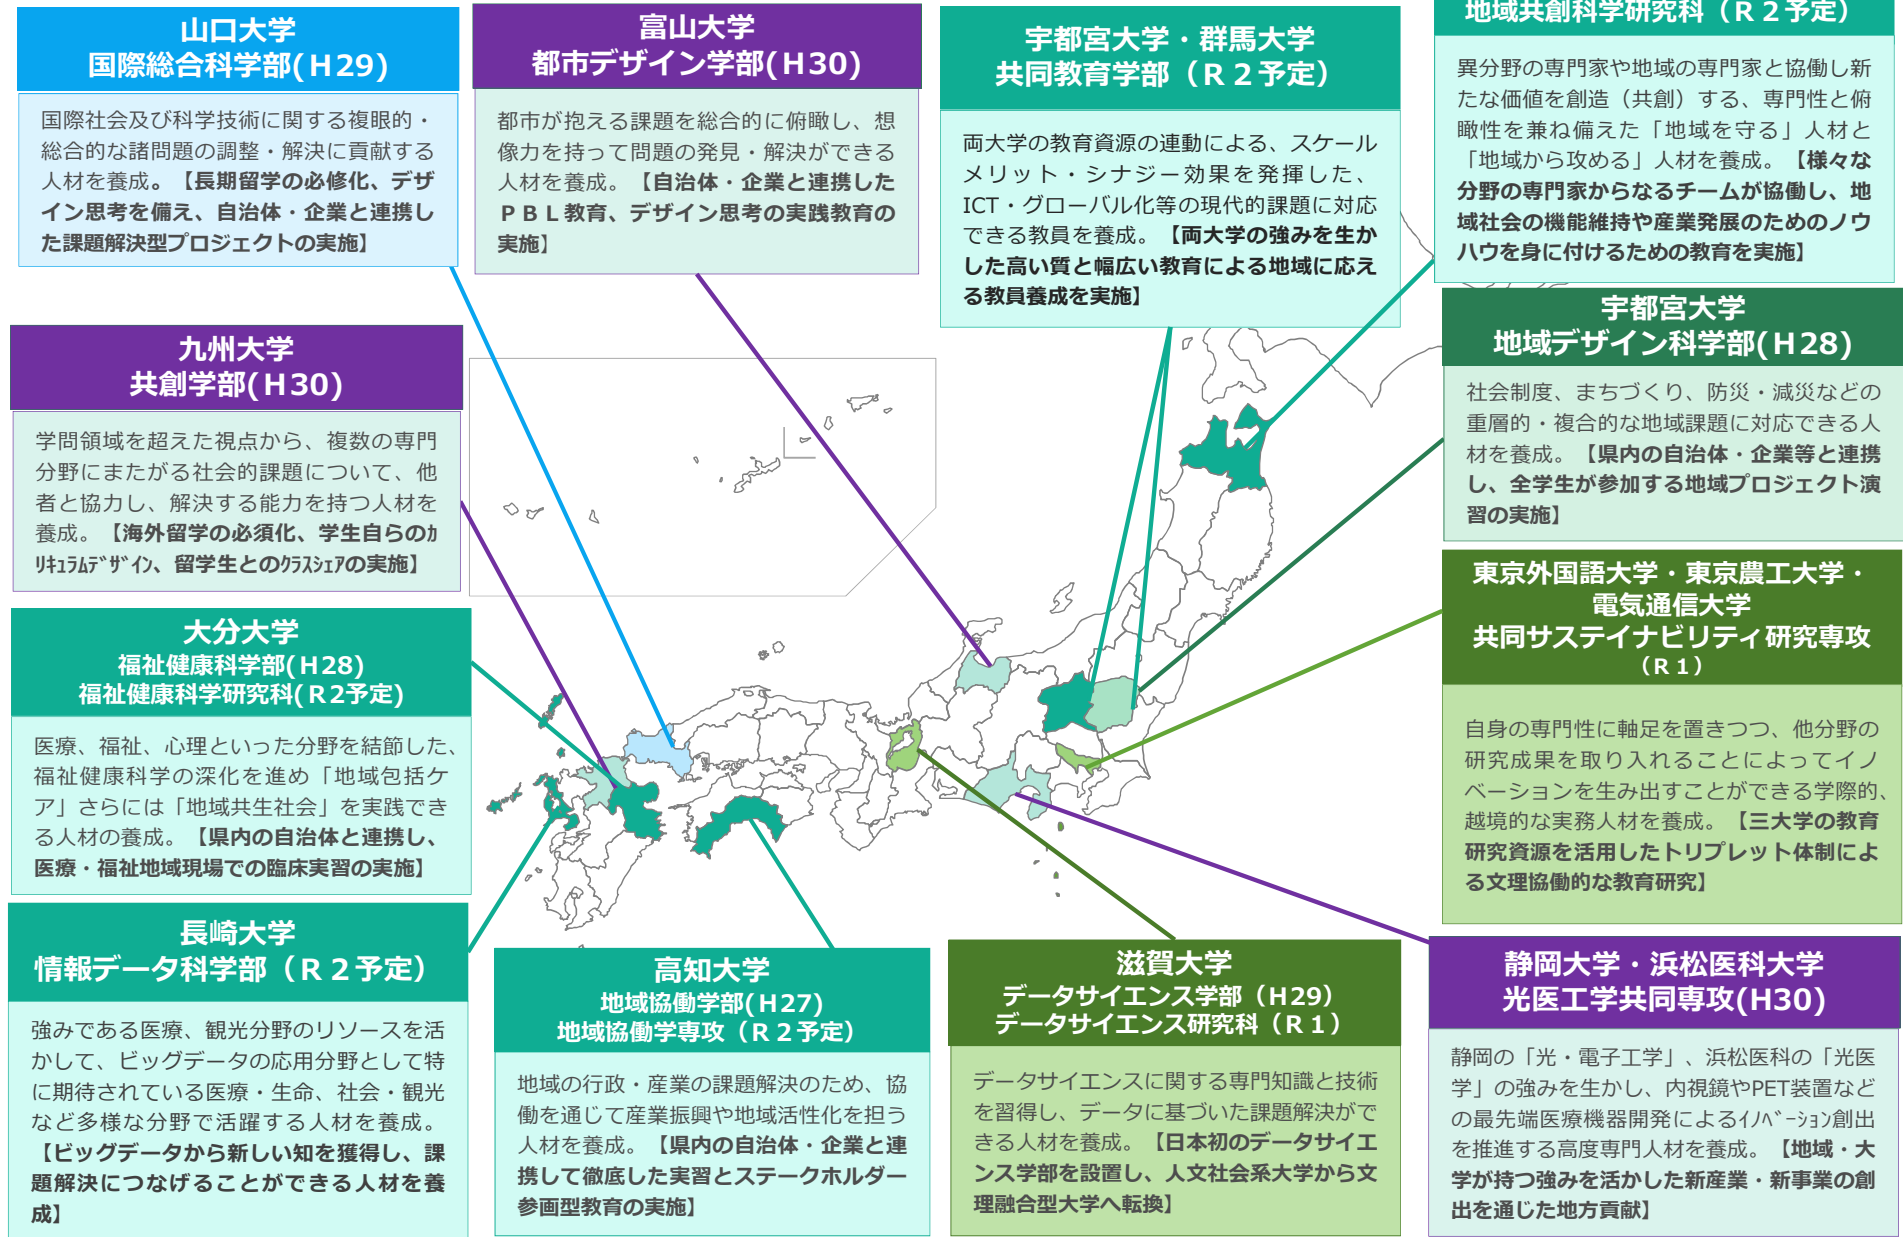 山口大学
国際総合科学部(H29)
国際社会及び科学技術に関する複眼的・
総合的な諸問題の調整・解決に貢献する
人材を養成。【長期留学の必修化、デザ
イン思考を備え、自治体・企業と連携し
た課題解決型プロジェクトの実施】
富山大学
都市デザイン学部(H30)
都市が抱える課題を総合的に俯瞰し、想
像力を持って問題の発見・解決ができる
人材を養成。【自治体・企業と連携した
ＰＢＬ教育、デザイン思考の実践教育の
実施】
宇都宮大学・群馬大学
共同教育学部（R２予定）
両大学の教育資源の連動による、スケール
メリット・シナジー効果を発揮した、
ICT・グローバル化等の現代的課題に対応
できる教員を養成。【両大学の強みを生か
した高い質と幅広い教育による地域に応え
る教員養成を実施】
地域共創科学研究科（R２予定）
異分野の専門家や地域の専門家と協働し新
たな価値を創造（共創）する、専門性と俯
瞰性を兼ね備えた「地域を守る」人材と
「地域から攻める」人材を養成。【様々な
分野の専門家からなるチームが協働し、地
域社会の機能維持や産業発展のためのノウ
ハウを身に付けるための教育を実施】
九州大学
共創学部(H30)
学問領域を超えた視点から、複数の専門
分野にまたがる社会的課題について、他
者と協力し、解決する能力を持つ人材を
養成。【海外留学の必須化、学生自らのｶ
ﾘｷｭﾗﾑﾃﾞｻﾞｲﾝ、留学生とのｸﾗｽｼｪｱの実施】
宇都宮大学
地域デザイン科学部(H28)
社会制度、まちづくり、防災・減災などの
重層的・複合的な地域課題に対応できる人
材を養成。【県内の自治体・企業等と連携
し、全学生が参加する地域プロジェクト演
習の実施】
大分大学
福祉健康科学部(H28)
福祉健康科学研究科(R2予定)
医療、福祉、心理といった分野を結節した、
福祉健康科学の深化を進め「地域包括ケ
ア」さらには「地域共生社会」を実践でき
る人材の養成。【県内の自治体と連携し、
医療・福祉地域現場での臨床実習の実施】
東京外国語大学・東京農工大学・
電気通信大学
共同サステイナビリティ研究専攻
（R１）
自身の専門性に軸足を置きつつ、他分野の
研究成果を取り入れることによってイノ
ベーションを生み出すことができる学際的、
越境的な実務人材を養成。【三大学の教育
研究資源を活用したトリプレット体制によ
る文理協働的な教育研究】
長崎大学
情報データ科学部（R２予定）
強みである医療、観光分野のリソースを活
かして、ビッグデータの応用分野として特
に期待されている医療・生命、社会・観光
など多様な分野で活躍する人材を養成。
【ビッグデータから新しい知を獲得し、課
題解決につなげることができる人材を養
成】
高知大学
地域協働学部(H27)
地域協働学専攻（R２予定）
地域の行政・産業の課題解決のため、協
働を通じて産業振興や地域活性化を担う
人材を養成。【県内の自治体・企業と連
携して徹底した実習とステークホルダー
参画型教育の実施】
滋賀大学
データサイエンス学部（H29）
データサイエンス研究科（R１）
データサイエンスに関する専門知識と技術
を習得し、データに基づいた課題解決がで
きる人材を養成。【日本初のデータサイエ
ンス学部を設置し、人文社会系大学から文
理融合型大学へ転換】
静岡大学・浜松医科大学
光医工学共同専攻(H30)
静岡の「光・電子工学」、浜松医科の「光医
学」の強みを生かし、内視鏡やPET装置など
の最先端医療機器開発によるｲﾉﾍﾞｰｼｮﾝ創出
を推進する高度専門人材を養成。【地域・大
学が持つ強みを活かした新産業・新事業の創
出を通じた地方貢献】